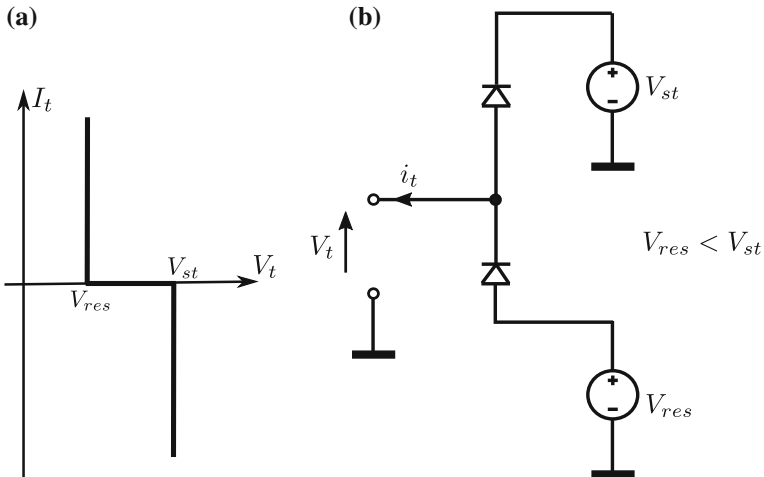 (a)
I_t
V_st
V_t
V_res
(b)
+
-
V_st
i_t
V_t
V_res < V_st
+
-
V_res